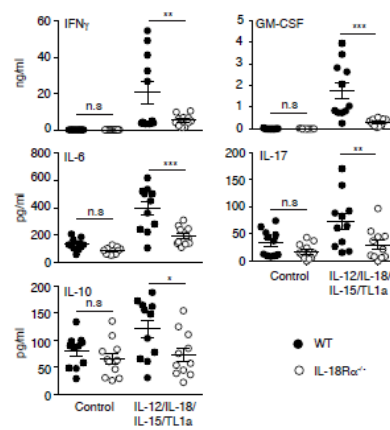 IFNγ
**
n.s
60
40
20
0
ng/ml
GM-CSF
***
n.s
5
4
3
2
1
0
IL-6
***
n.s
800
600
400
200
0
pg/ml
IL-17
**
n.s
200
150
100
50
0
IL-10
*
n.s
200
150
100
50
0
pg/ml
Control
IL-12/IL-18/
IL-15/TL1a
Control
IL-12/IL-18/
IL-15/TL1a
WT
IL-18Rα-/-